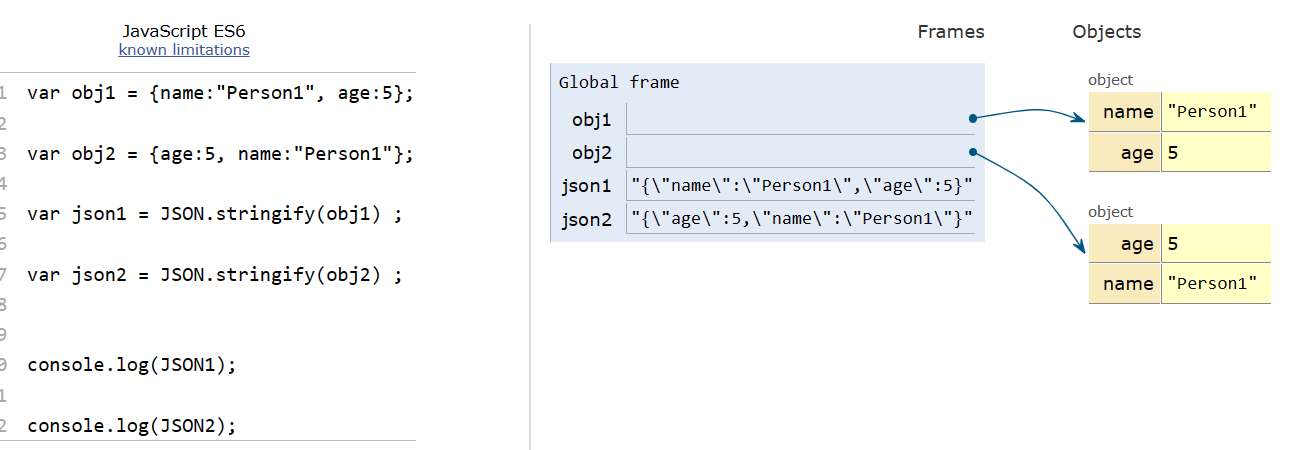 JavaScript ES6
known limitations
1 var obj1 = {name:"Person1", age:5};
2
3 var obj2 = {age:5, name:"Person1"};
4
5 var json1 = JSON.stringify(obj1) ;
6
7 var json2 = JSON.stringify(obj2) ;
8
9
0 console.log(JSON1);
1
2 console.log(JSON2);
Frames
Objects
Global frame
obj1
obj2
json1 "{\"name\":\"Person1\",\"age\":5}"
json2 "{\"age\":5,\"name\":\"Person1\"}"
object
name "Person1"
age 5
object
age 5
name "Person1"